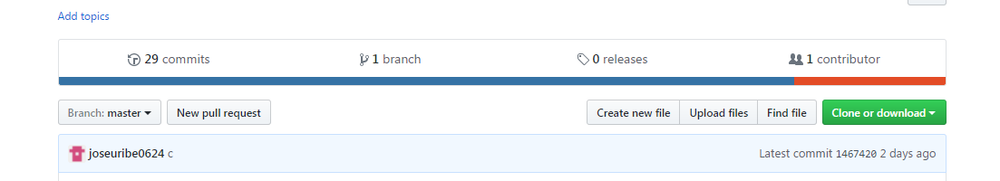 Add topics
29 commits 1 branch 0 releases 1 contributor
Branch: master New pull request Create new file Upload files Find file Clone or download
joseuribe0624 c Latest commit 1467420 2 days ago